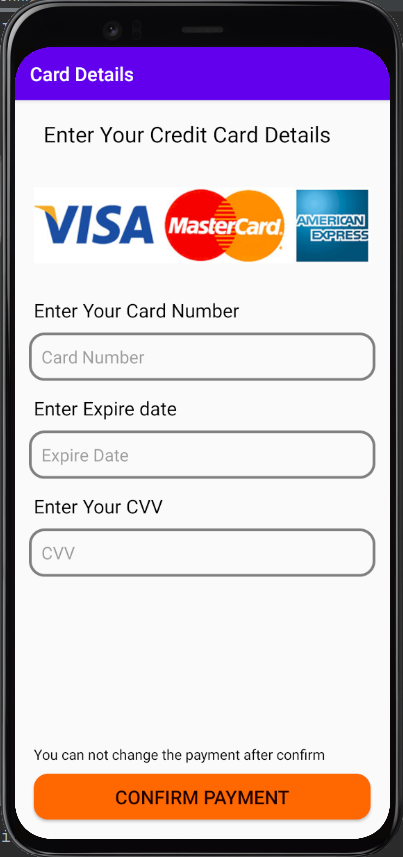 Card Details
Enter Your Credit Card Details
VISA MasterCard. AMERICAN EXPRESS
Enter Your Card Number
Card Number
Enter Expire date
Expire Date
Enter Your CVV
CVV
You can not change the payment after confirm
CONFIRM PAYMENT